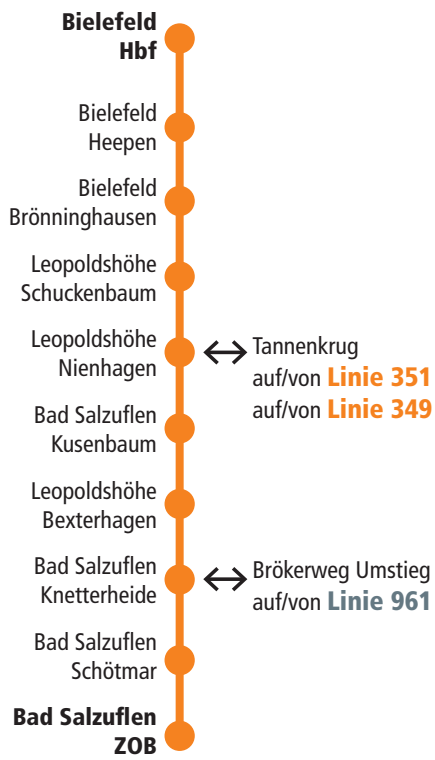 Bielefeld
Hbf
Bielefeld
Heepen
Bielefeld
Brönninghausen
Leopoldshöhe
Schuckenbaum
Leopoldshöhe
Nienhagen
Tannenkrug
auf/von Linie 351
auf/von Linie 349
Bad Salzuflen
Kusenbaum
Leopoldshöhe
Bexterhagen
Bad Salzuflen
Knetterheide
Brökerweg Umstieg
auf/von Linie 961
Bad Salzuflen
Schötmar
Bad Salzuflen
ZOB